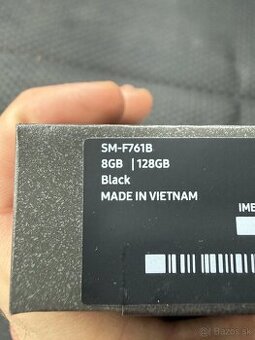 SM-F761B
8GB | 128GB
Black
MADE IN VIETNAM
IME
Bazos.sk